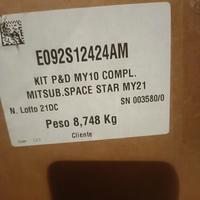 E092S12424AM
KIT P&D MY10 COMPL.
MITSUB.SPACE STAR MY21
N. Lotto 21DC
SN 003580/0
Peso 8,748 Kg
Cliente